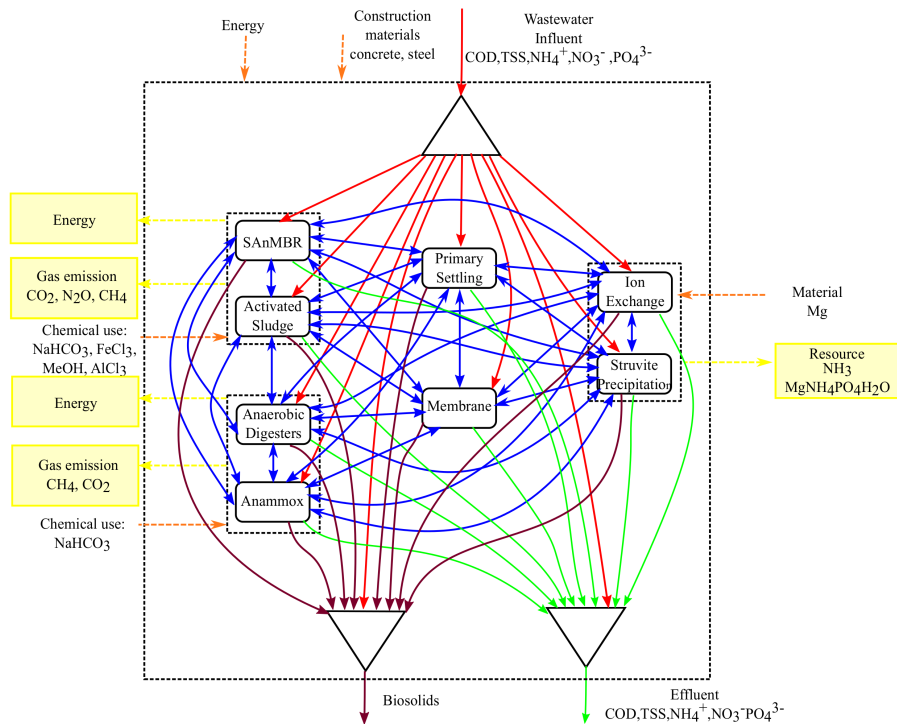 Energy
Construction
materials
concrete, steel
Wastewater
Influent
COD,TSS,NH4+,NO3- ,PO43-
Energy
Gas emission
CO2, N2O, CH4
Chemical use:
NaHCO3, FeCl3,
MeOH, AlCl3
Energy
Gas emission
CH4, CO2
Chemical use:
NaHCO3
SAnMBR
Activated
Sludge
Anaerobic
Digesters
Anammox
Primary
Settling
Membrane
Ion
Exchange
Struvite
Precipitation
Material
Mg
Resource
NH3
MgNH4PO4H2O
Biosolids
Effluent
COD,TSS,NH4+,NO3-PO43-